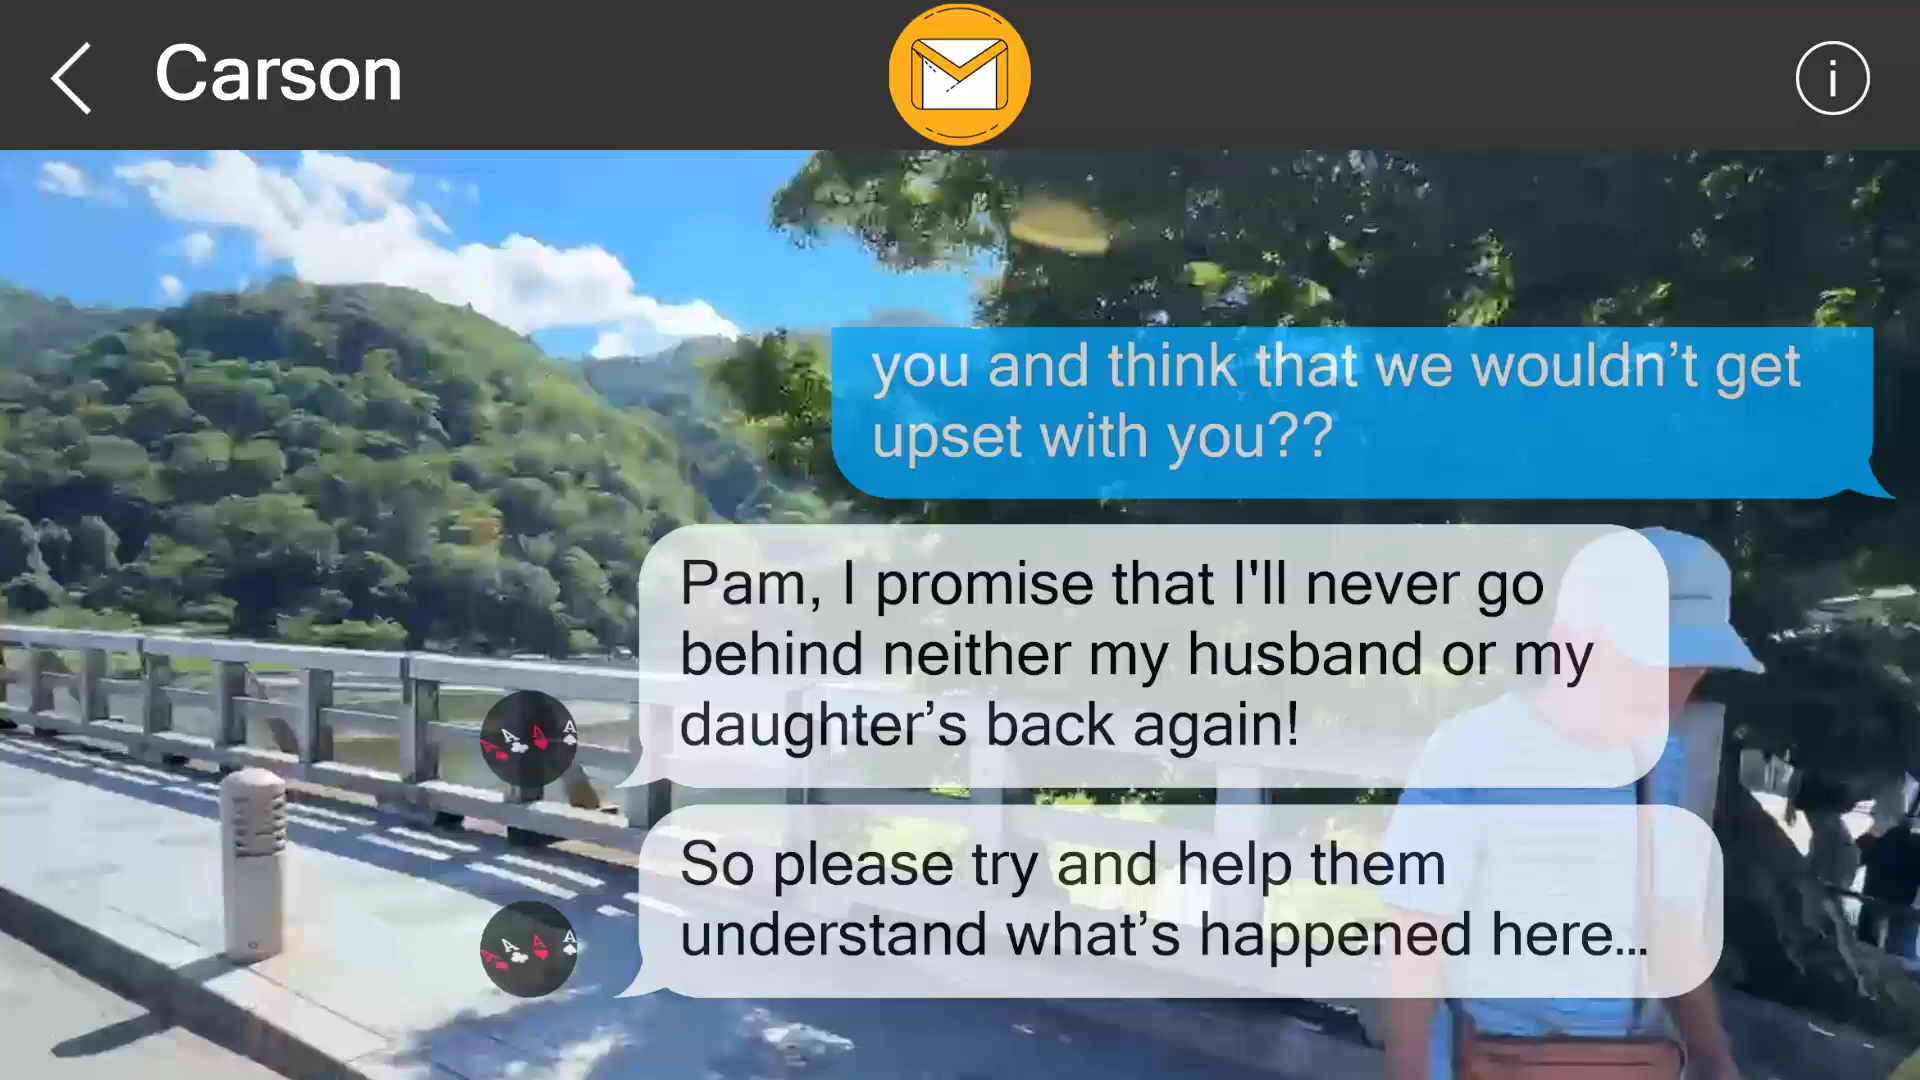 Carson
i
you and think that we wouldn’t get
upset with you??
Pam, I promise that I'll never go
behind neither my husband or my
daughter’s back again!
A A A A
So please try and help them
understand what’s happened here...
A A A A